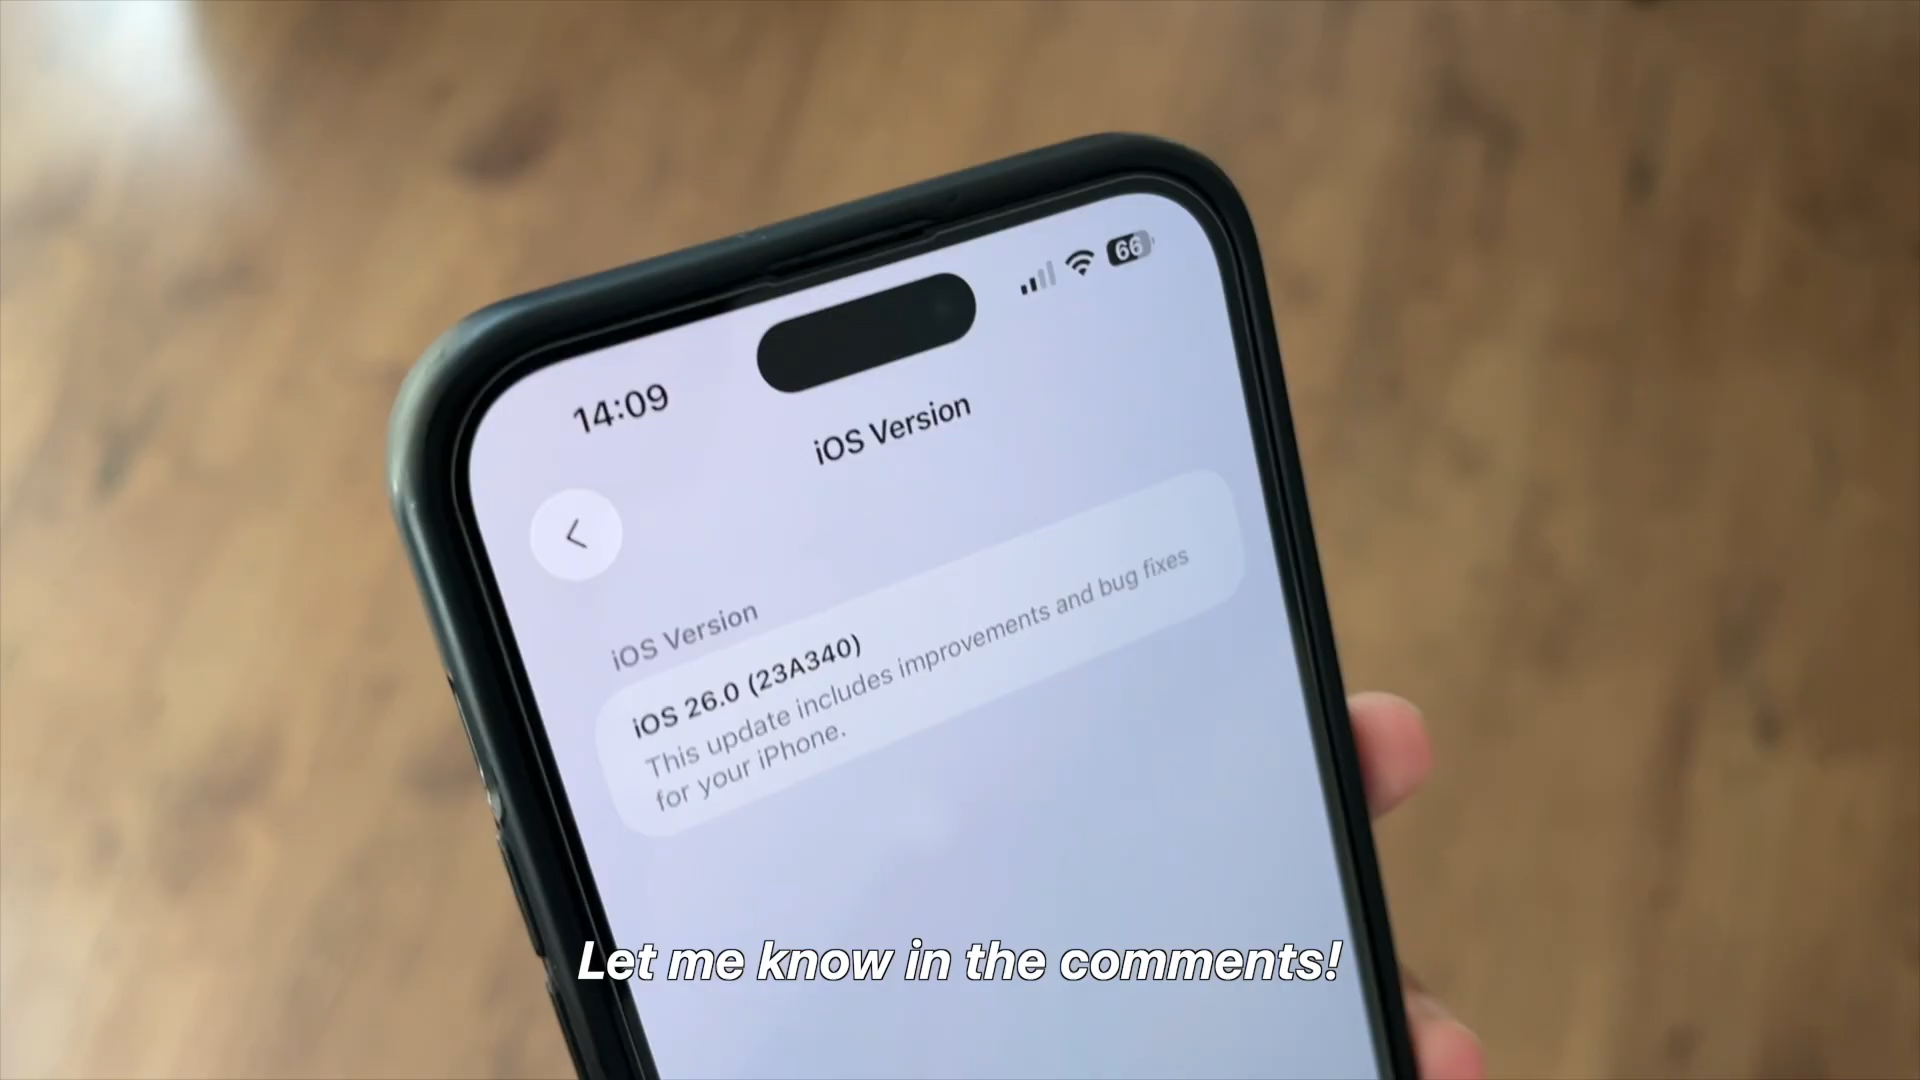 14:09
66
iOS Version
iOS Version
iOS 26.0 (23A340)
This update includes improvements and bug fixes
for your iPhone.
Let me know in the comments!